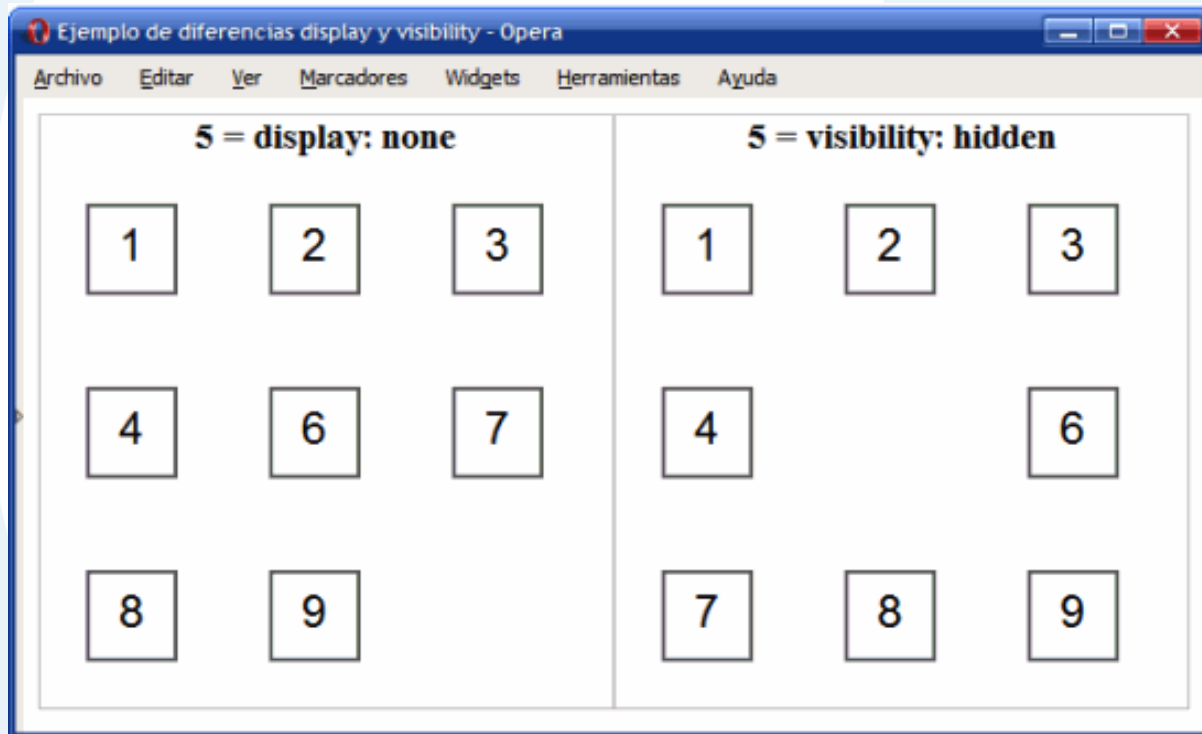 Ejemplo de diferencias display y visibility - Opera
Archivo Editar Ver Marcadores Widgets Herramientas Ayuda
5 = display: none
1 2 3
4 6 7
8 9
5 = visibility: hidden
1 2 3
4 6
7 8 9